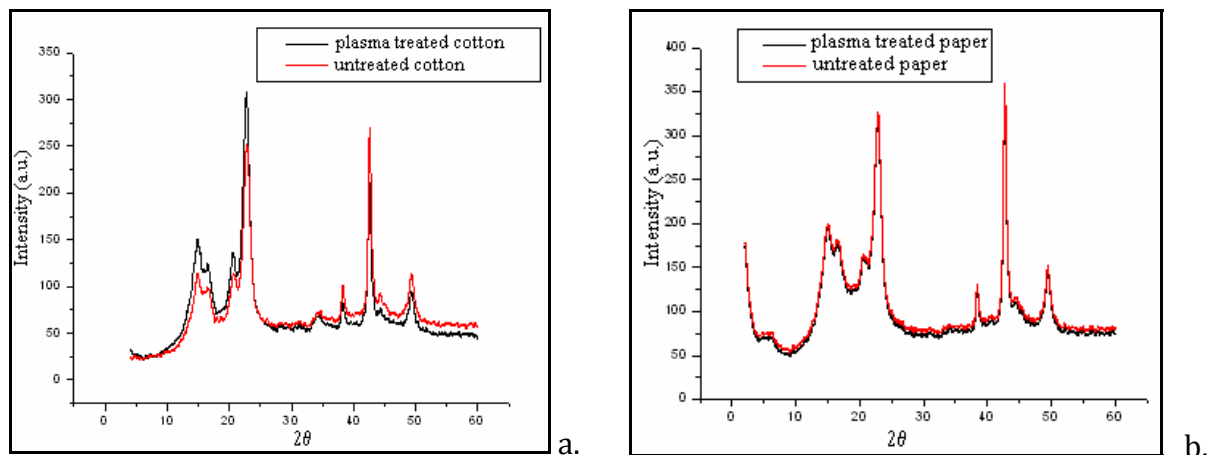 plasma treated cotton
untreated cotton
350
300
250
200
150
100
50
0
Intensity (a.u.)
0 10 20 30 40 50 60
2θ
a.
plasma treated paper
untreated paper
400
350
300
250
200
150
100
50
0
Intensity (a.u.)
0 10 20 30 40 50 60
2θ
b.